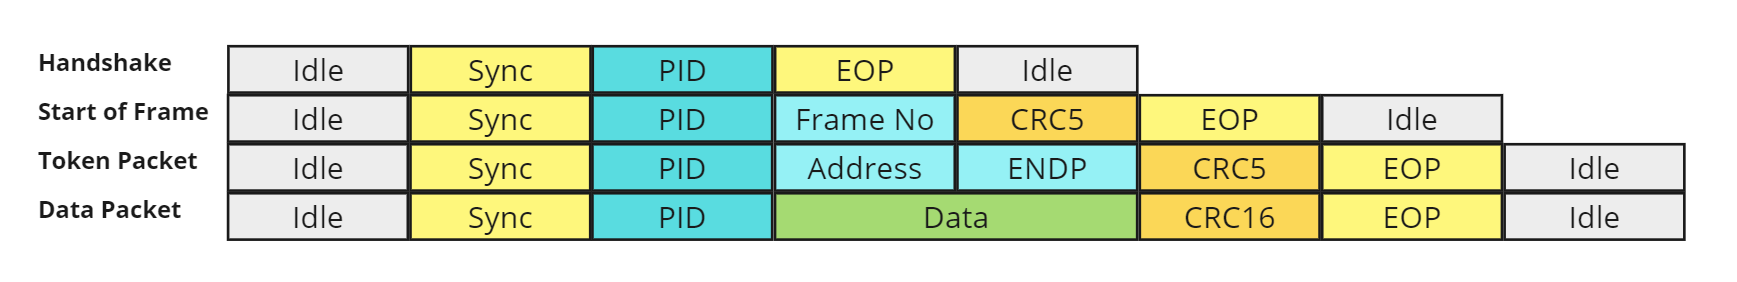 Handshake Idle Sync PID EOP Idle
Start of Frame Idle Sync PID Frame No CRC5 EOP Idle
Token Packet Idle Sync PID Address ENDP CRC5 EOP Idle
Data Packet Idle Sync PID Data CRC16 EOP Idle